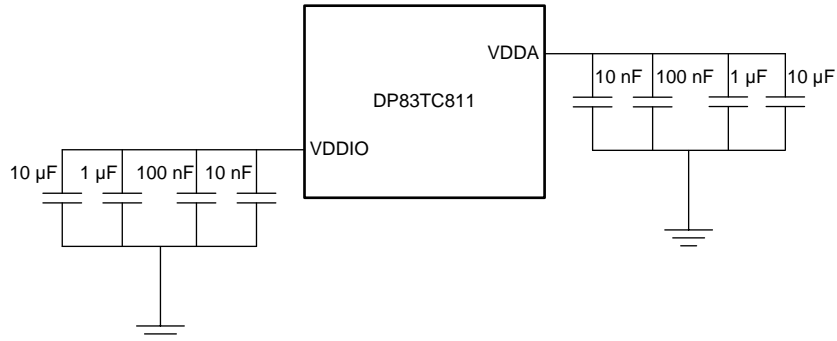 VDDA
10 nF 100 nF 1 µF 10 µF
DP83TC811
VDDIO
10 µF 1 µF 100 nF 10 nF